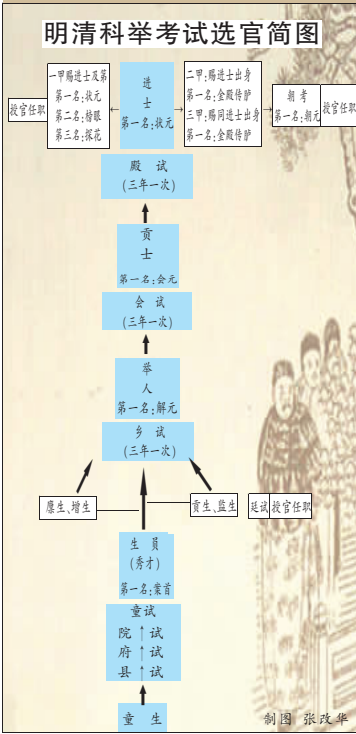 明清科举考试选官简图
一甲赐进士及第
第一名:状元
第二名:榜眼
第三名:探花
授官任职
进
士
第一名:状元
二甲:赐进士出身
第一名:金殿传胪
三甲:赐同进士出身
第一名:金殿传胪
朝考
第一名:朝元
授官任职
殿试
(三年一次)
贡
士
第一名:会元
会试
(三年一次)
举
人
第一名:解元
乡试
(三年一次)
廪生、增生
贡生、监生
廷试
授官任职
生员
(秀才)
第一名:案首
童试
院↑试
府↑试
县↑试
童生
制图 张改华